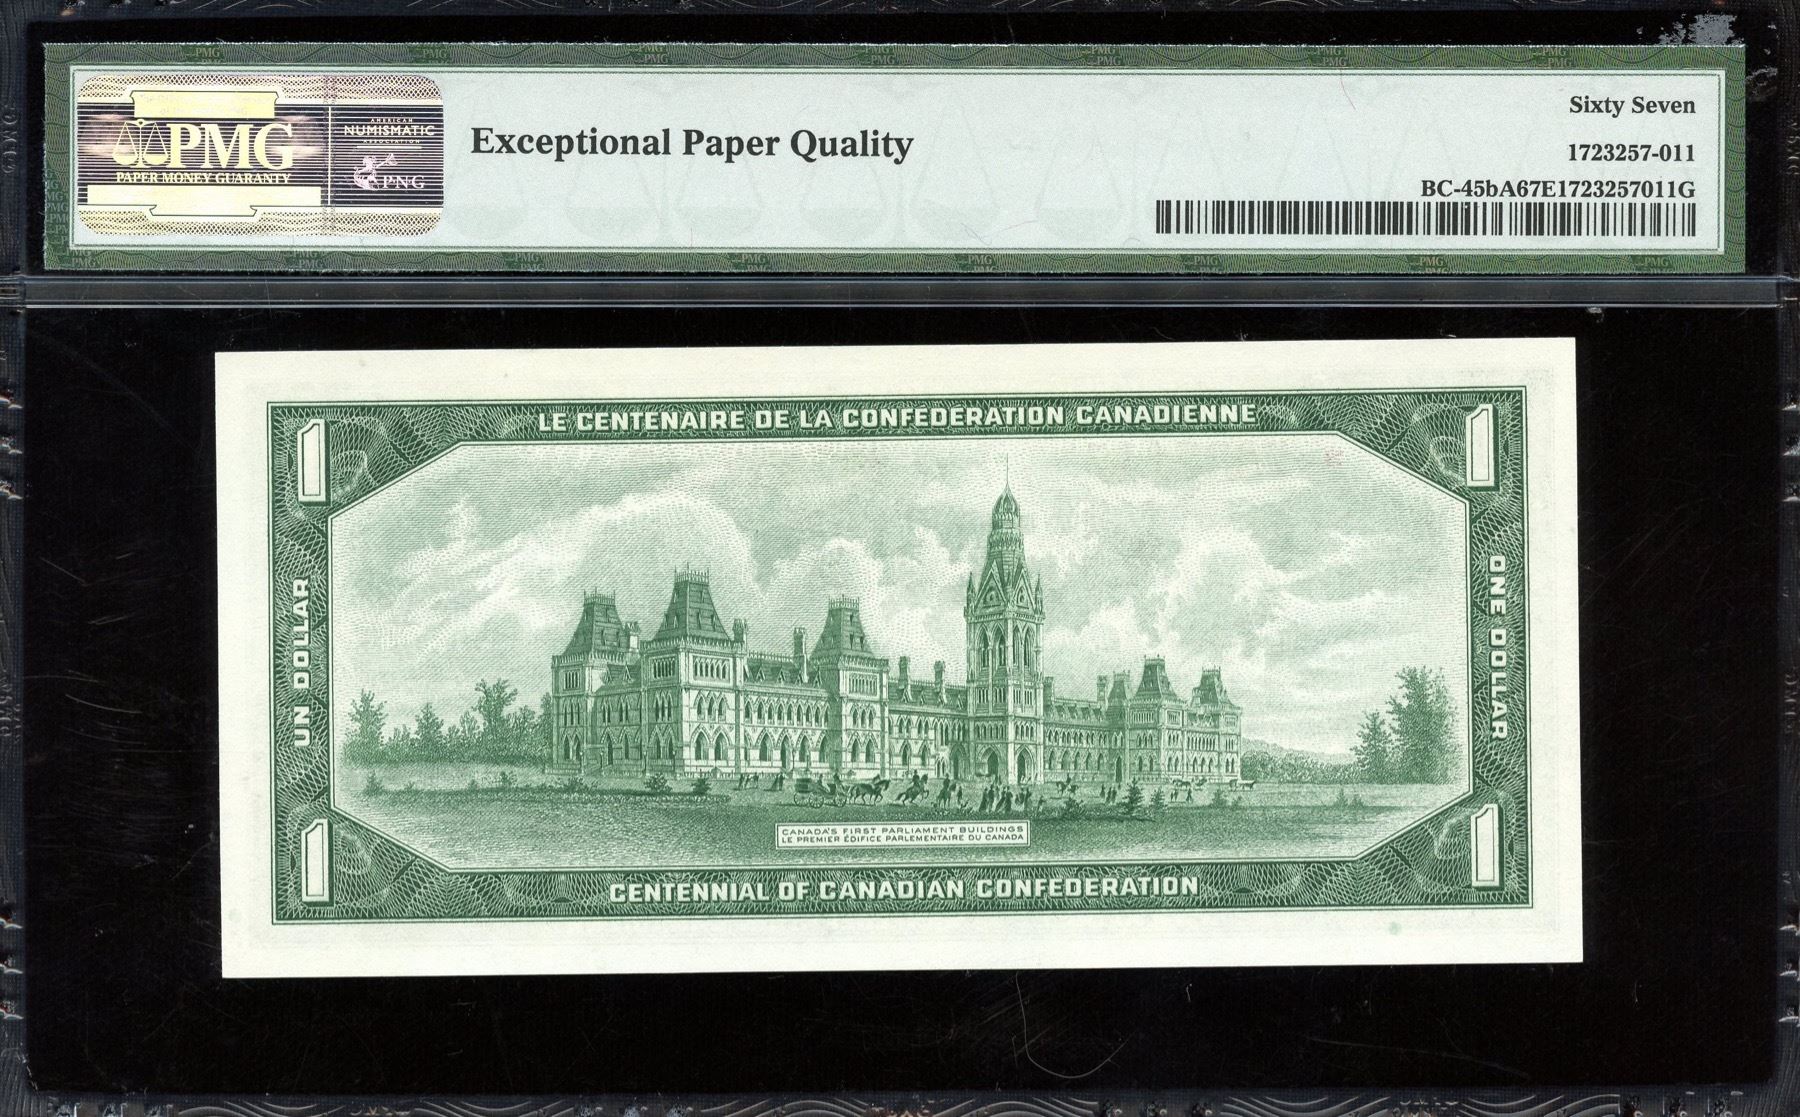 PMG
PAPER MONEY GUARANTY
AMERICAN
NUMISMATIC
ASSOCIATION
PNG
Exceptional Paper Quality
Sixty Seven
1723257-011
BC-45bA67E1723257011G
LE CENTENAIRE DE LA CONFEDERATION CANADIENNE
1
1
UN DOLLAR
ONE DOLLAR
CANADA'S FIRST PARLIAMENT BUILDINGS
LE PREMIER ÉDIFICE PARLEMENTAIRE DU CANADA
1
1
CENTENNIAL OF CANADIAN CONFEDERATION